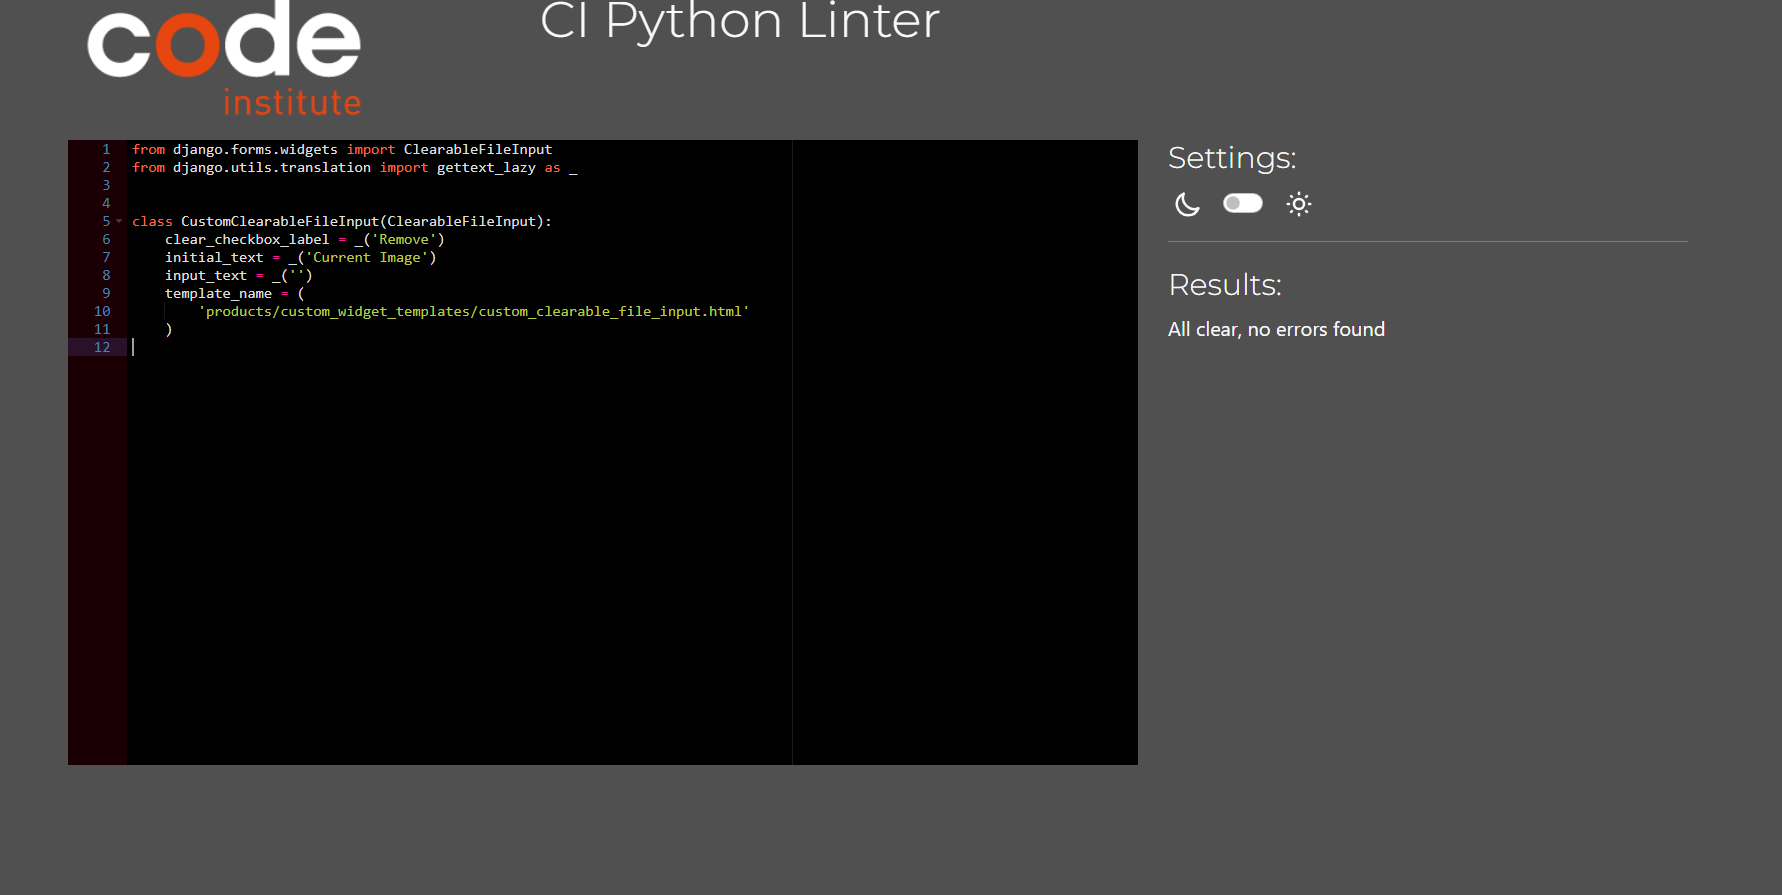 code
institute
CI Python Linter
1 from django.forms.widgets import ClearableFileInput
2 from django.utils.translation import gettext_lazy as _
3
4
5 class CustomClearableFileInput(ClearableFileInput):
6     clear_checkbox_label = _('Remove')
7     initial_text = _('Current Image')
8     input_text = _('')
9     template_name = (
10         'products/custom_widget_templates/custom_clearable_file_input.html'
11     )
12
Settings:
Results:
All clear, no errors found